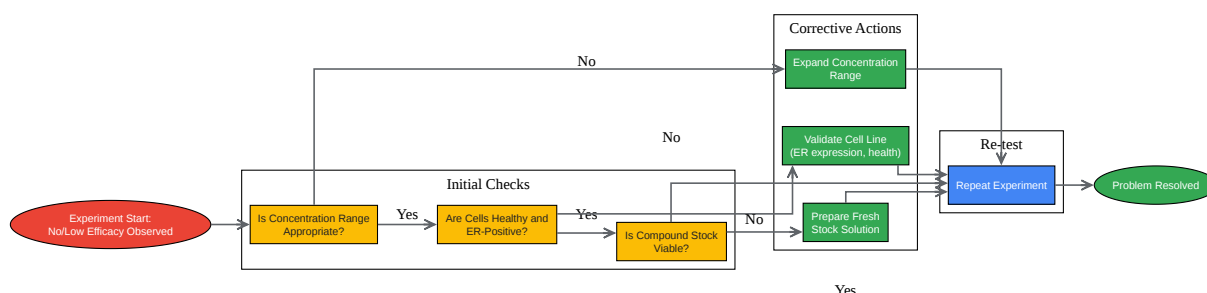 Corrective Actions
No
Expand Concentration
Range
No
Validate Cell Line
(ER expression, health)
Re-test
Initial Checks
Repeat Experiment
Problem Resolved
Experiment Start:
No/Low Efficacy Observed
Is Concentration Range
Appropriate?
Yes
Are Cells Healthy and
ER-Positive?
Yes
Is Compound Stock
Viable?
No
Prepare Fresh
Stock Solution
Yes